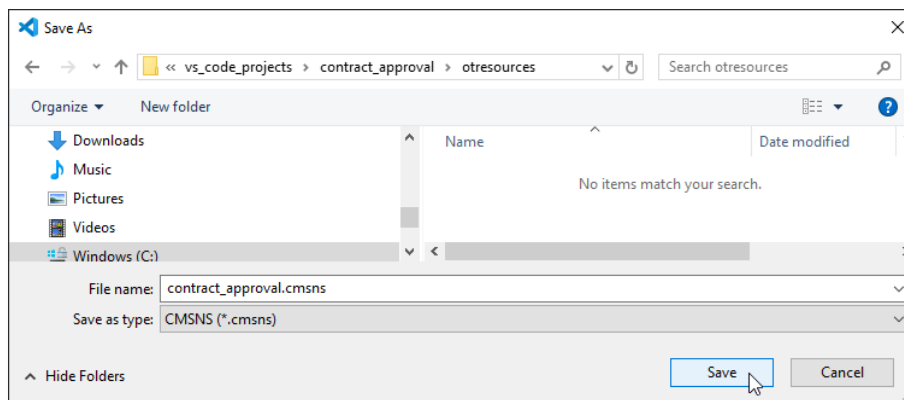 Save As
« vs_code_projects > contract_approval > otresources
Search otresources
Organize
New folder
?
Downloads
Music
Pictures
Videos
Windows (C:)
Name
Date modified
No items match your search.
File name: contract_approval.cmsns
Save as type: CMSNS (*.cmsns)
Hide Folders
Save
Cancel